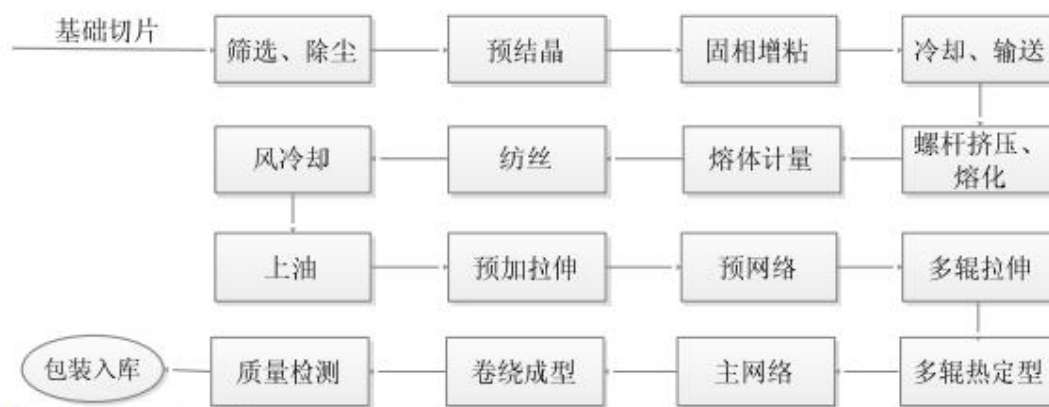 基础切片
筛选、除尘
预结晶
固相增粘
冷却、输送
螺杆挤压、
熔化
熔体计量
纺丝
风冷却
上油
预加拉伸
预网络
多辊拉伸
多辊热定型
主网络
卷绕成型
质量检测
包装入库